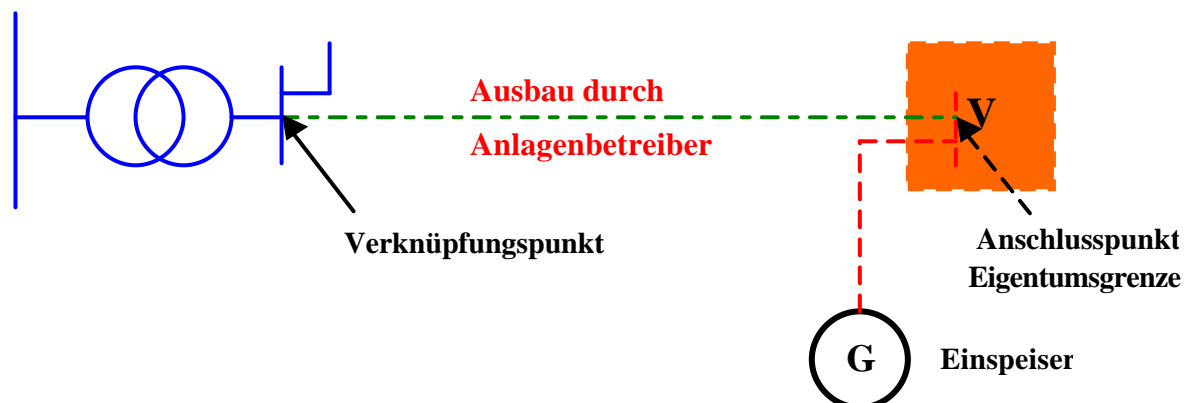 Ausbau durch
Anlagenbetreiber
V
Verknüpfungspunkt
Anschlusspunkt
Eigentumsgrenze
G
Einspeiser